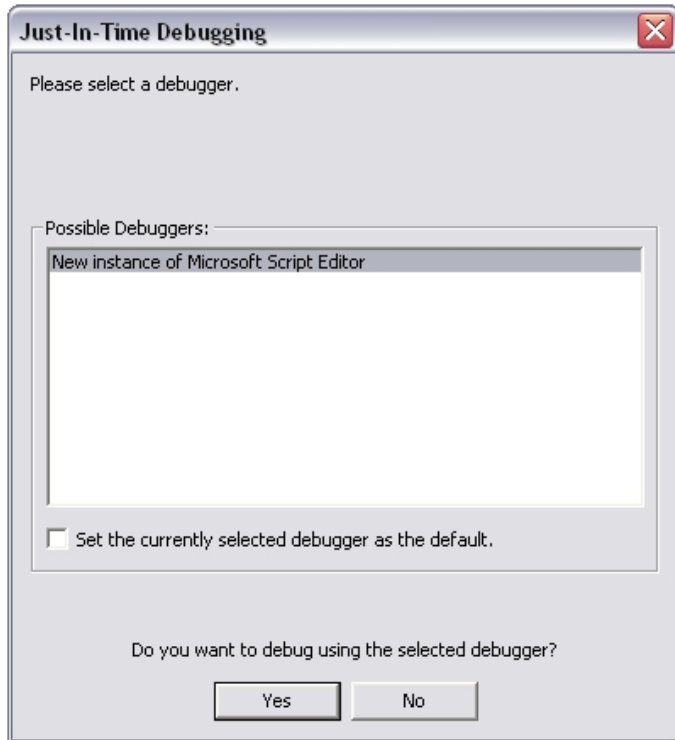 Just-In-Time Debugging
Please select a debugger.
Possible Debuggers:
New instance of Microsoft Script Editor
Set the currently selected debugger as the default.
Do you want to debug using the selected debugger?
Yes
No